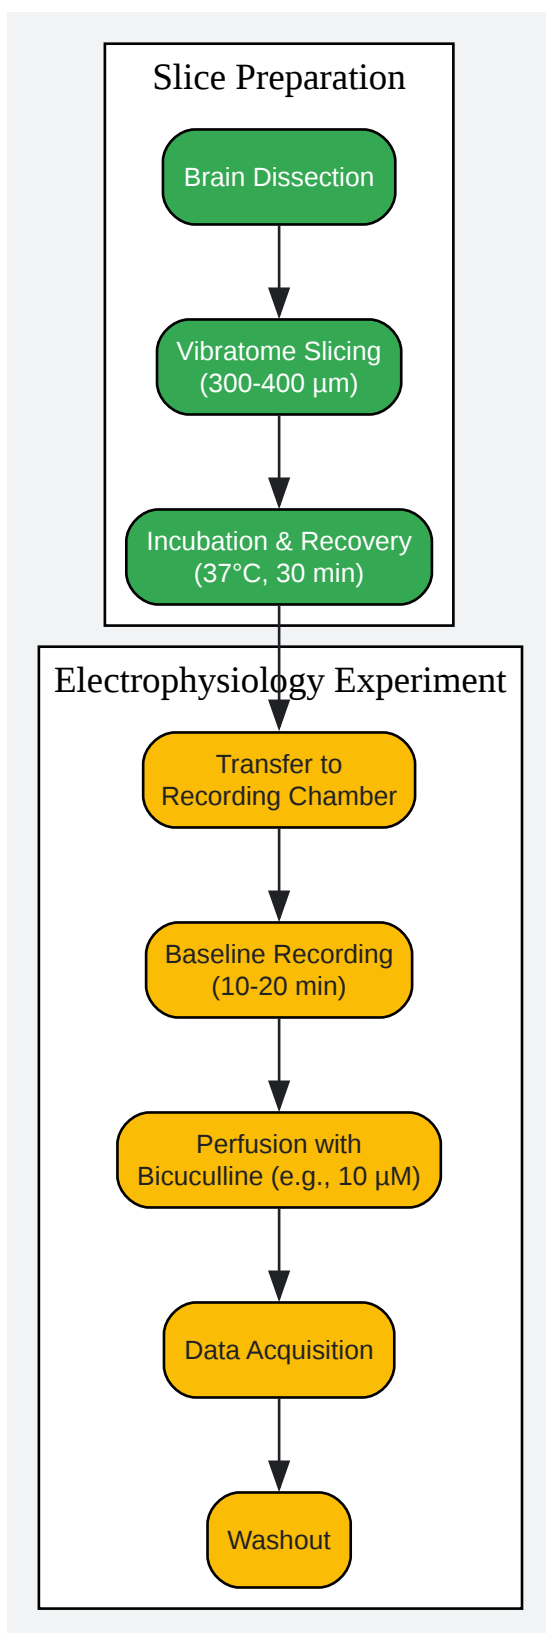 Slice Preparation
Brain Dissection
Vibratome Slicing
(300-400 µm)
Incubation & Recovery
(37°C, 30 min)
Electrophysiology Experiment
Transfer to
Recording Chamber
Baseline Recording
(10-20 min)
Perfusion with
Bicuculline (e.g., 10 µM)
Data Acquisition
Washout